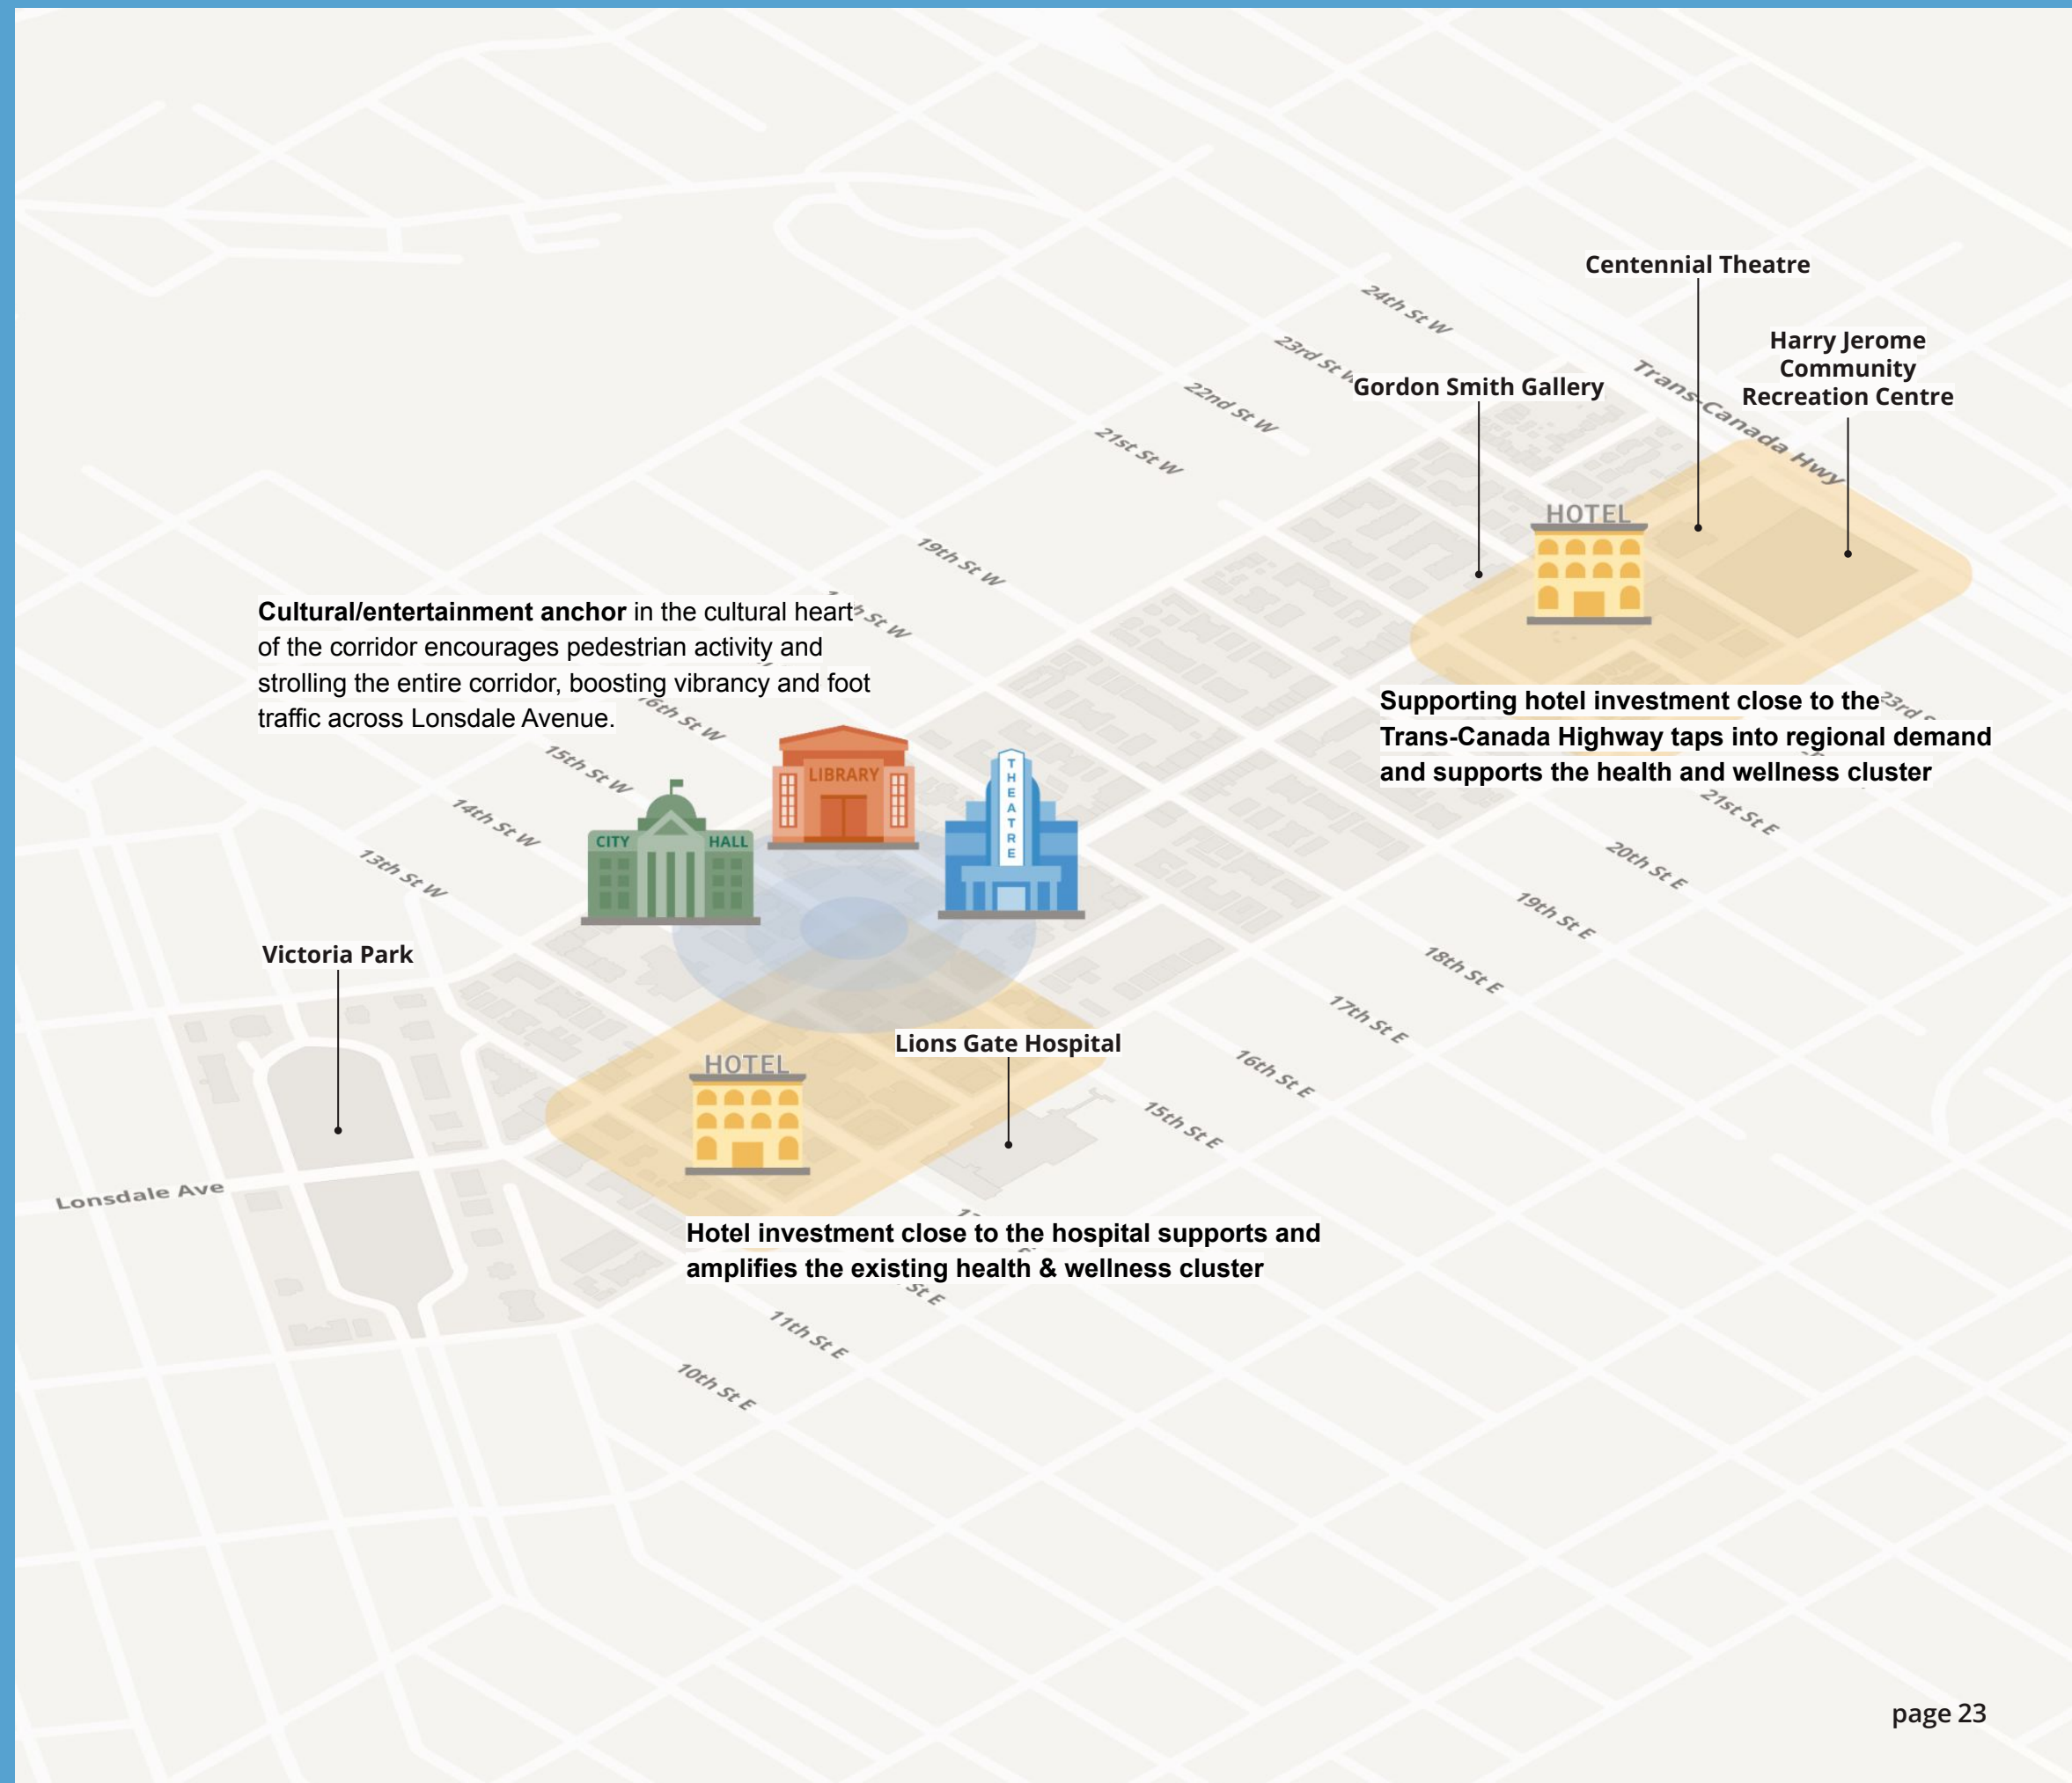 Centennial Theatre
24th St W
Harry Jerome
Community
Recreation Centre
23rd St W
Gordon Smith Gallery
Trans-Canada Hwy
22nd St W
21st St W
HOTEL
19th St W
Cultural/entertainment anchor in the cultural heart
of the corridor encourages pedestrian activity and
strolling the entire corridor, boosting vibrancy and foot
traffic across Lonsdale Avenue.
St W
16th St W
15th St W
14th St W
13th St W
Supporting hotel investment close to the
Trans-Canada Highway taps into regional demand
and supports the health and wellness cluster
23rd
21st St E
20th St E
19th St E
18th St E
17th St E
16th St E
15th St E
LIBRARY
THEATRE
CITY HALL
Victoria Park
Lions Gate Hospital
HOTEL
Lonsdale Ave
Hotel investment close to the hospital supports and
amplifies the existing health & wellness cluster
St E
11th St E
10th St E
page 23